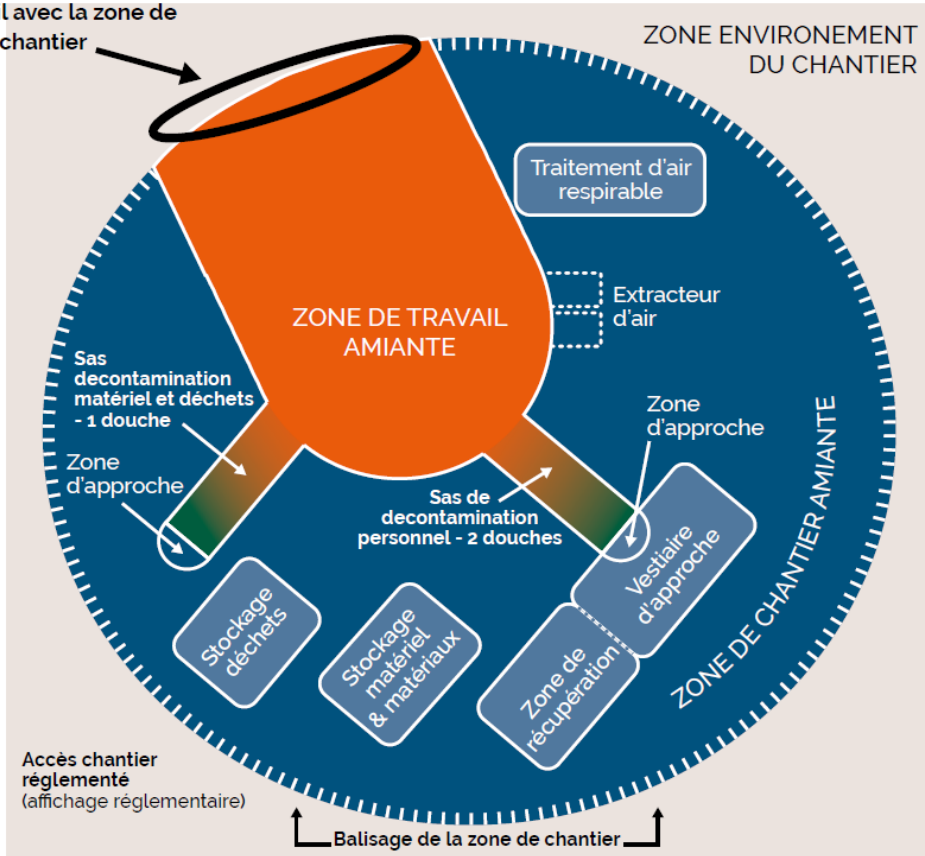 il avec la zone de
chantier
ZONE ENVIRONEMENT
DU CHANTIER
Traitement d'air
respirable
Extracteur
d'air
ZONE DE TRAVAIL
AMIANTE
Sas
decontamination
matériel et déchets
- 1 douche
Zone
d'approche
Zone
d'approche
Sas de
decontamination
personnel - 2 douches
ZONE DE CHANTIER AMIANTE
Vestiaire
d'approche
Stockage
déchets
Stockage
matériel
& matériaux
Zone de
récupération
Accès chantier
réglementé
(affichage réglementaire)
Balisage de la zone de chantier